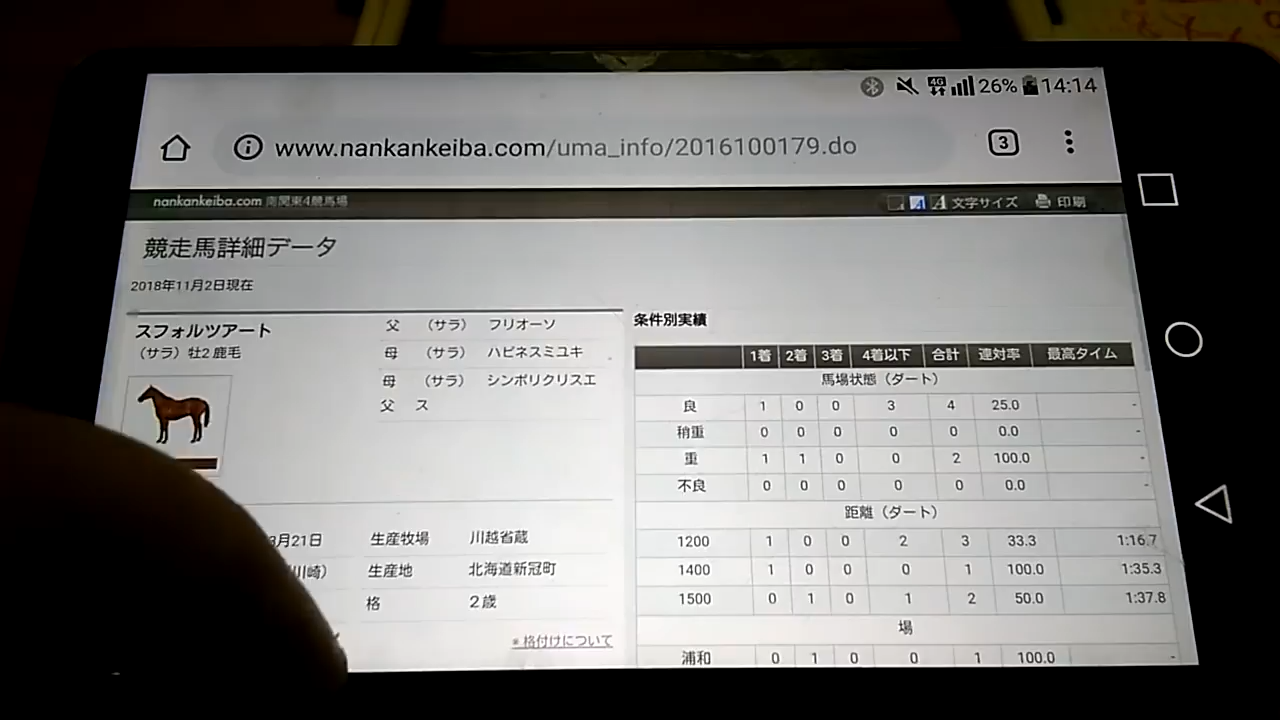 4G 26% 14:14
www.nankankeiba.com/uma_info/2016100179.do 3
nankankeiba.com 南関東4競馬場 A A 文字サイズ 印刷
競走馬詳細データ
2018年11月2日現在
スフォルツアート
（サラ）牡2 鹿毛
父 （サラ） フリオーソ
母 （サラ） ハピネスミユキ
母 （サラ） シンボリクリスエ
父 ス
3月21日 生産牧場 川越省蔵
川崎） 生産地 北海道新冠町
格 2歳
※格付けについて
条件別実績
1着 2着 3着 4着以下 合計 連対率 最高タイム
馬場状態（ダート）
良 1 0 0 3 4 25.0 -
稍重 0 0 0 0 0 0.0 -
重 1 1 0 0 2 100.0 -
不良 0 0 0 0 0 0.0 -
距離（ダート）
1200 1 0 0 2 3 33.3 1:16.7
1400 1 0 0 0 1 100.0 1:35.3
1500 0 1 0 1 2 50.0 1:37.8
場
浦和 0 1 0 0 1 100.0 -